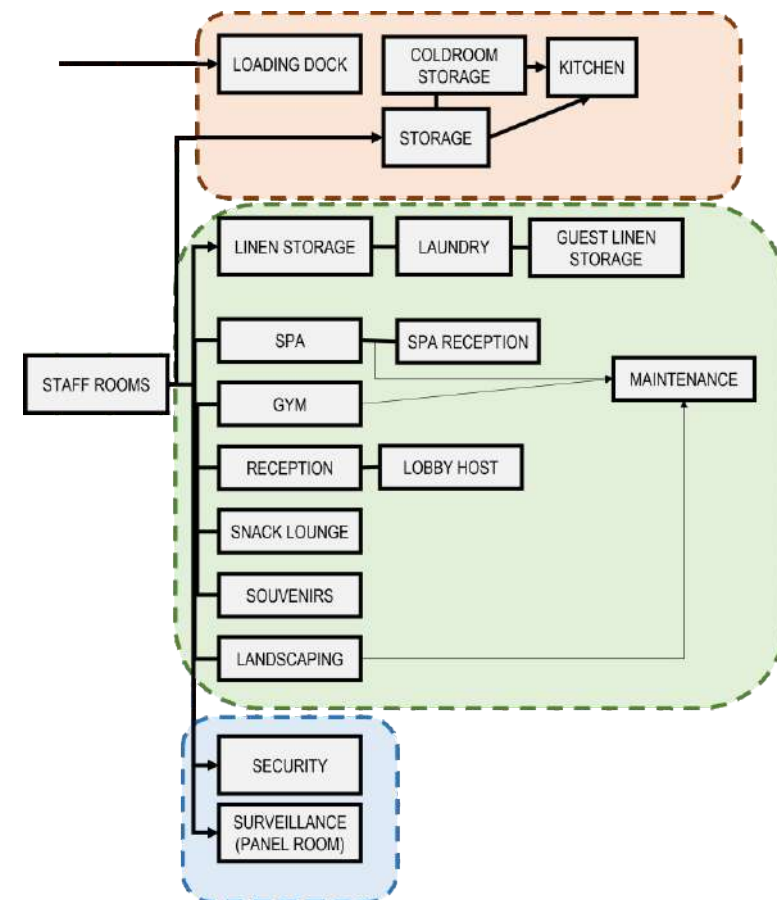 LOADING DOCK
COLDROOM
STORAGE
KITCHEN
STORAGE
LINEN STORAGE
LAUNDRY
GUEST LINEN
STORAGE
SPA
SPA RECEPTION
STAFF ROOMS
MAINTENANCE
GYM
RECEPTION
LOBBY HOST
SNACK LOUNGE
SOUVENIRS
LANDSCAPING
SECURITY
SURVEILLANCE
(PANEL ROOM)